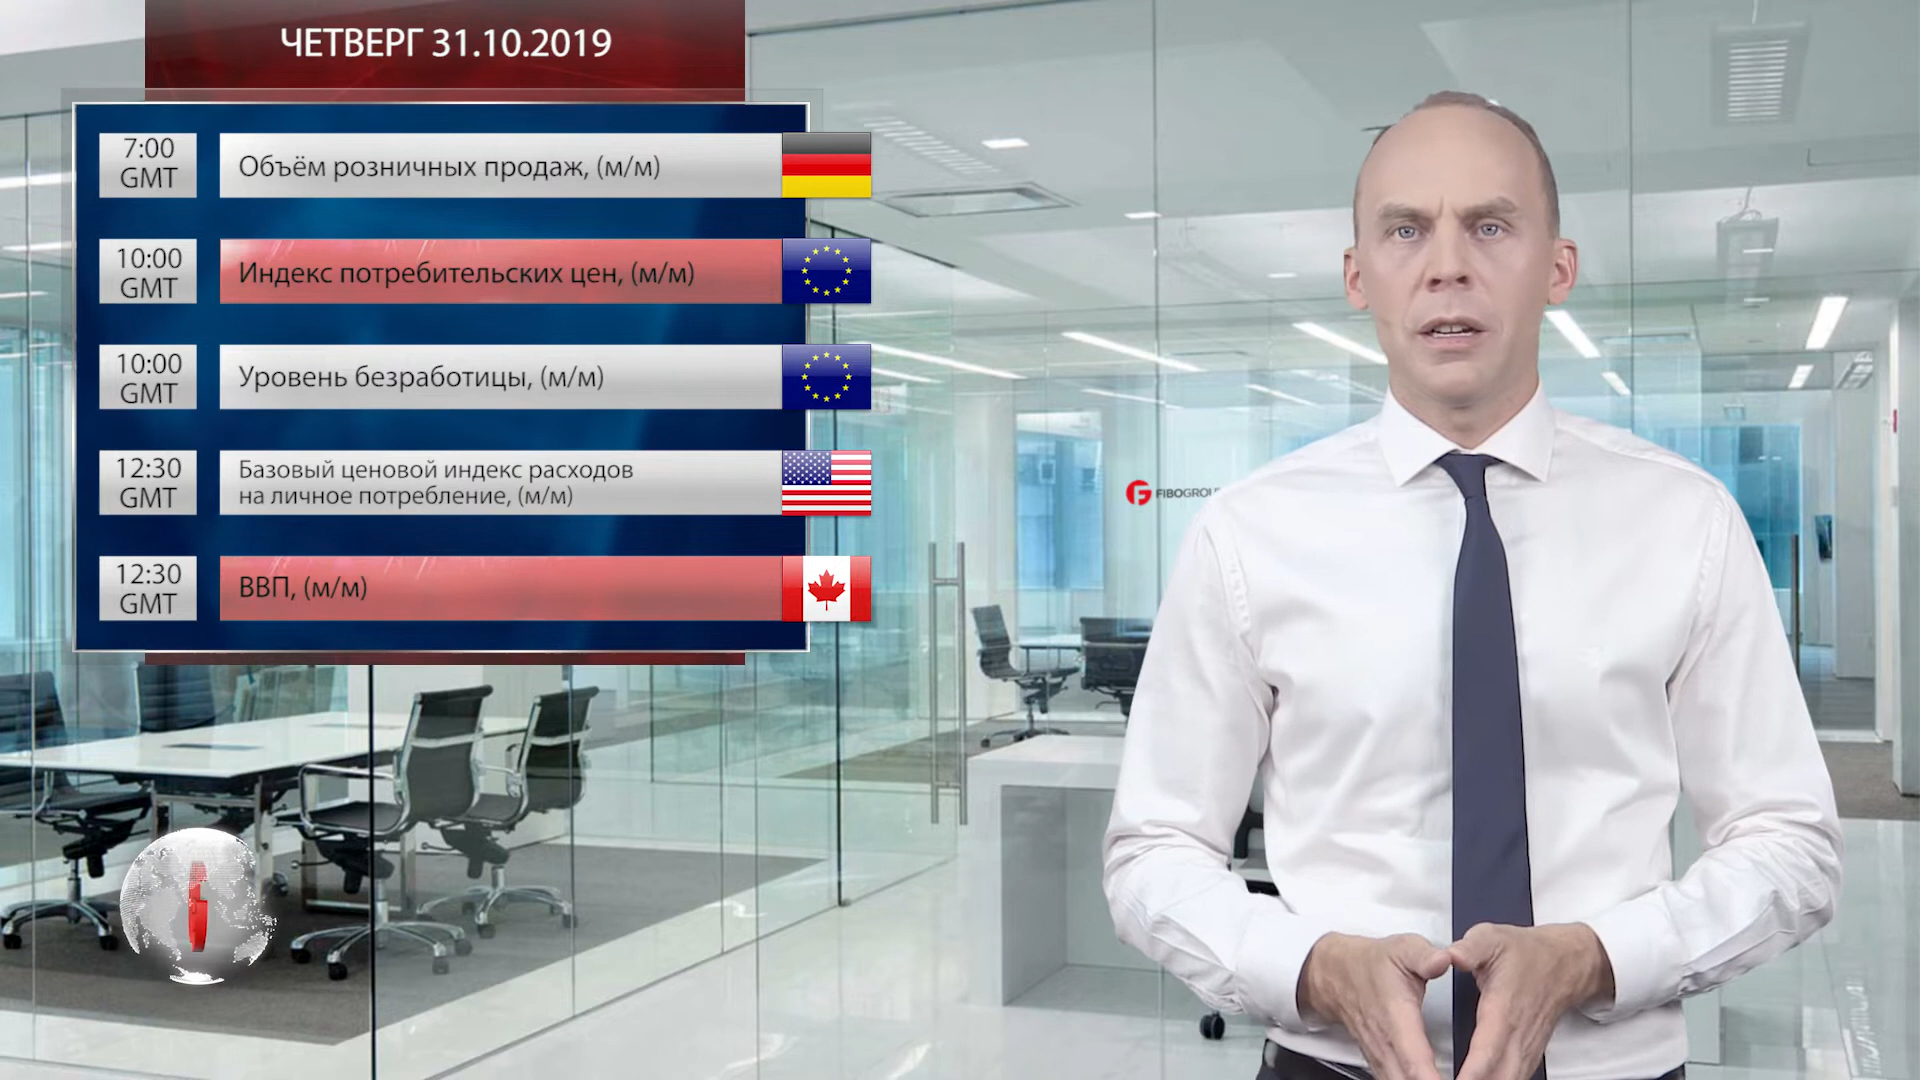 ЧЕТВЕРГ 31.10.2019
7:00
GMT
Объём розничных продаж, (м/м)
10:00
GMT
Индекс потребительских цен, (м/м)
10:00
GMT
Уровень безработицы, (м/м)
12:30
GMT
Базовый ценовой индекс расходов
на личное потребление, (м/м)
12:30
GMT
ВВП, (м/м)
FIBOGROU